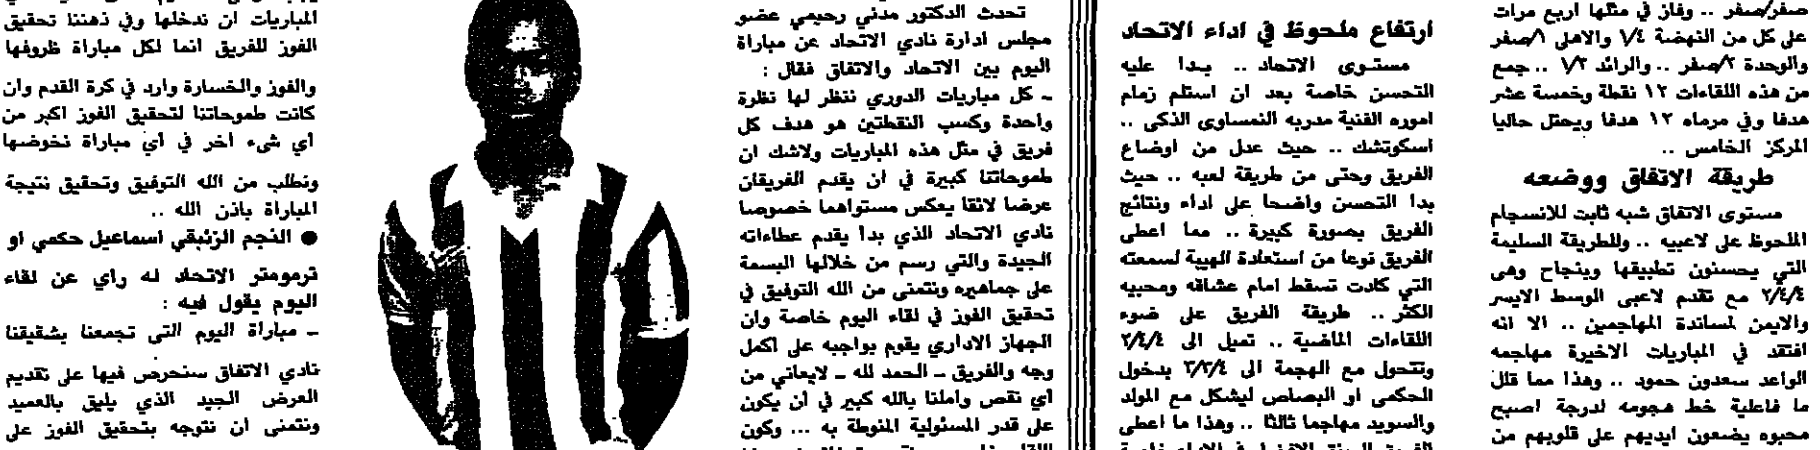 صفر/صفر .. وفاز في مثلها اربع مرات
على كل من النهضة ١/٤ والاهلى ١/صفر
والوحدة ٢/صفر .. والرائد ١/٢ .. جمع
من هذه اللقاءات ١٢ نقطة وخمسة عشر
هدفا وفي مرماه ١٢ هدفا ويحتل حاليا
المركز الخامس ..
طريقة الاتفاق ووضعه
مستوى الاتفاق شبه ثابت للانسجام
الملحوظ على لاعبيه .. وللطريقة السليمة
التي يحسنون تطبيقها وبنجاح وهى
٢/٤/٤ مع تقدم لاعبى الوسط الايسر
والايمن لمساندة المهاجمين .. الا انه
افتقد في المباريات الاخيرة مهاجمه
الواعد سعدون حمود .. وهذا مما قلل
ما فاعلية خط هجومه لدرجة اصبح
محبوه يضعون ايديهم على قلوبهم من
ارتفاع ملحوظ في اداء الاتحاد
مستوى الاتحاد .. بدا عليه
التحسن خاصة بعد ان استلم زمام
اموره الفنية مدربه النمساوى الذكى ..
اسكوتشك .. حيث عدل من اوضاع
الفريق وحتى من طريقة لعبه .. حيث
بدا التحسن واضحا على اداء ونتائج
الفريق بصورة كبيرة .. مما اعطى
الفريق نوعا من استعادة الهيبة لسمعته
التي كادت تسقط امام عشاقه ومحبيه
الكثر .. طريقة الفريق على ضوء
اللقاءات الماضية .. تميل الى ٢/٤/٤
وتتحول مع الهجمة الى ٣/٣/٤ بدخول
الحكمى او البصاص ليشكل مع المولد
والسويد مهاجما ثالثا .. وهذا ما اعطى
تحدث الدكتور مدني رحيمي عضو
مجلس ادارة نادي الاتحاد عن مباراة
اليوم بين الاتحاد والاتفاق فقال :
ـ كل مباريات الدوري ننظر لها نظرة
واحدة وكسب النقطتين هو هدف كل
فريق في مثل هذه المباريات ولاشك ان
طموحاتنا كبيرة في ان يقدم الفريقان
عرضا لائقا يعكس مستواهما خصوصا
نادي الاتحاد الذي بدأ يقدم عطاءاته
الجيدة والتي رسم من خلالها البسمة
على جماهيره ونتمنى من الله التوفيق في
تحقيق الفوز في لقاء اليوم خاصة وان
الجهاز الاداري يقوم بواجبه على اكمل
وجه والفريق ـ الحمد لله ـ لايعاني من
أي نقص واملنا بالله كبير في أن يكون
على قدر المسئولية المنوطة به ... وكون
المباريات ان ندخلها وفي ذهننا تحقيق
الفوز للفريق انما لكل مباراة ظروفها
والفوز والخسارة وارد في كرة القدم وأن
كانت طموحاتنا لتحقيق الفوز اكبر من
أي شىء اخر في أي مباراة نخوضها
ونطلب من الله التوفيق وتحقيق نتيجة
المباراة باذن الله ..
● النجم الزئبقي اسماعيل حكمي او
ترمومتر الاتحاد له رأي عن لقاء
اليوم يقول فيه :
ـ مباراة اليوم التى تجمعنا بشقيقنا
نادي الاتفاق سنحرص فيها على تقديم
العرض الجيد الذي يليق بالعميد
ونتمنى ان نتوجه بتحقيق الفوز على